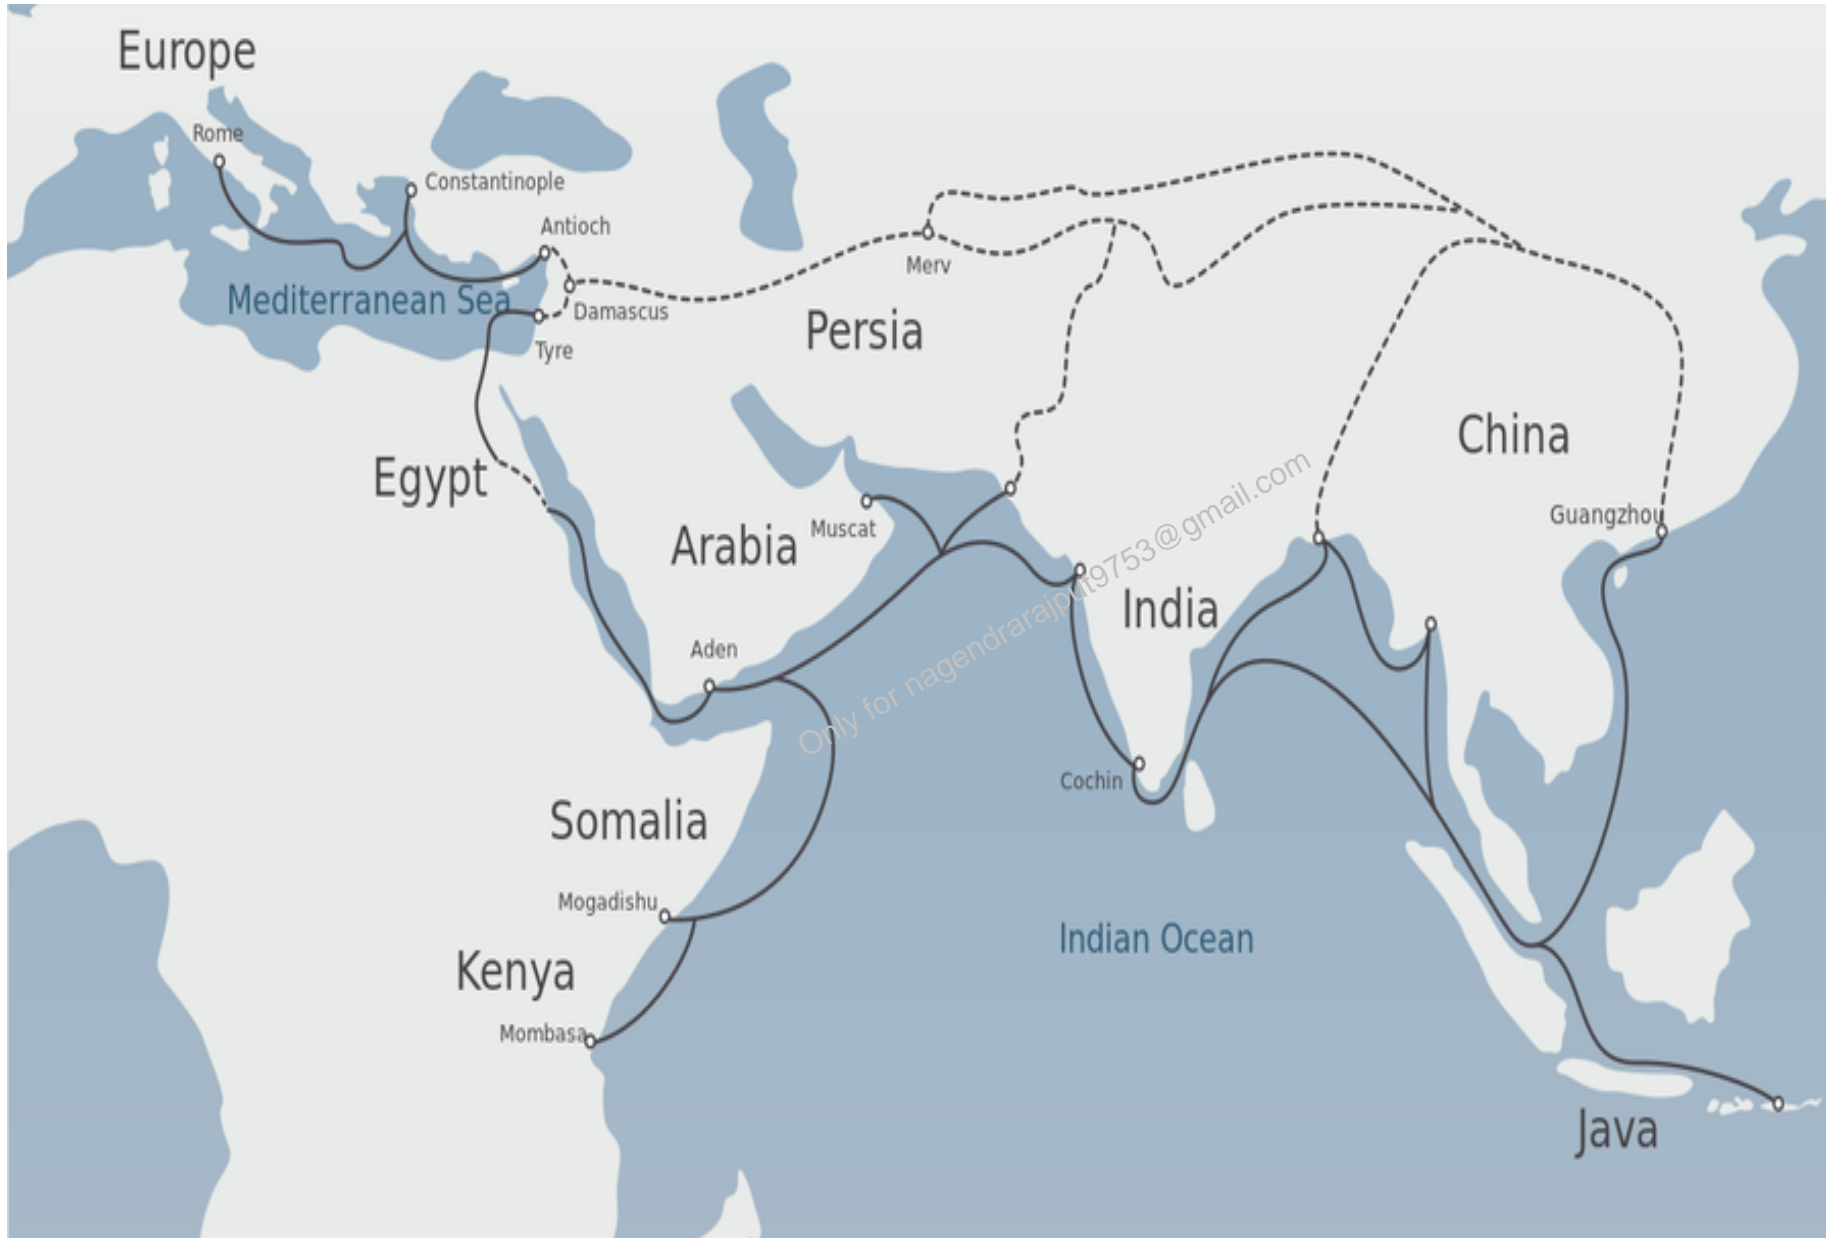 Europe
Rome
Constantinople
Antioch
Mediterranean Sea
Damascus
Merv
Tyre
Persia
Egypt
China
Arabia
Muscat
Guangzhou
India
Aden
Only for nagendrarajput9753@gmail.com
Cochin
Somalia
Mogadishu
Indian Ocean
Kenya
Mombasa
Java